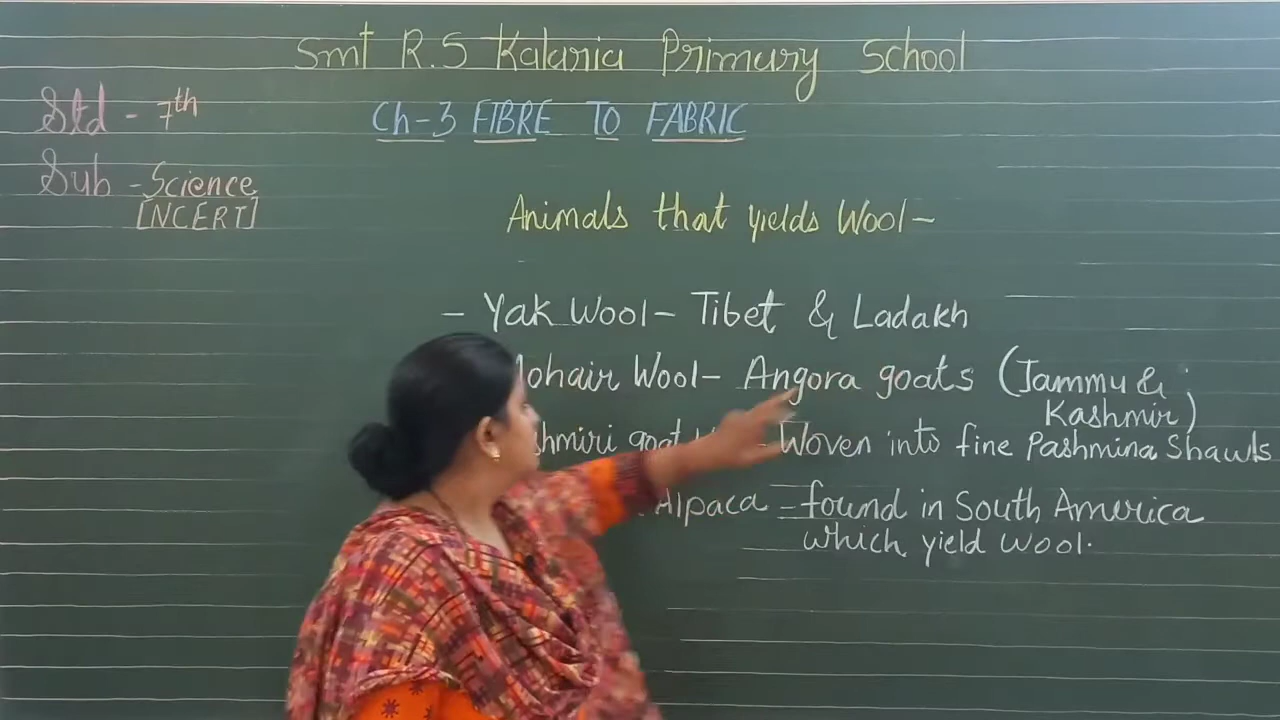 Smt R.S Kalaria Primary School
Std - 7th
Ch-3 FIBRE TO FABRIC
Sub - Science
[NCERT]
Animals that yields Wool -
- Yak Wool - Tibet & Ladakh
Wool - Angora goats (Jammu &
Kashmir)
goat - Woven into fine Pashmina Shawls
Alpaca - found in South America
which yield wool.